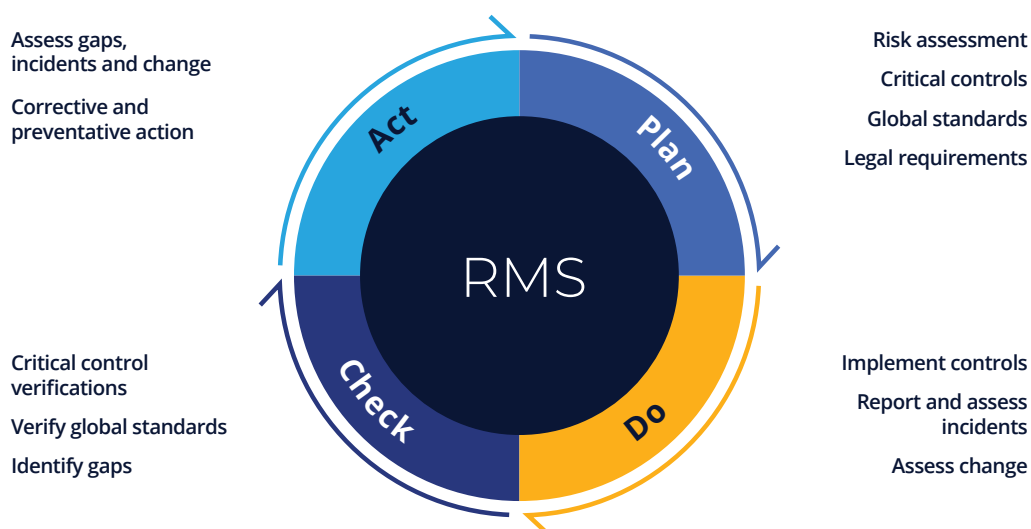 Assess gaps,
incidents and change
Corrective and
preventative action
Act
Plan
Risk assessment
Critical controls
Global standards
Legal requirements
RMS
Critical control
verifications
Verify global standards
Identify gaps
Check
Do
Implement controls
Report and assess
incidents
Assess change